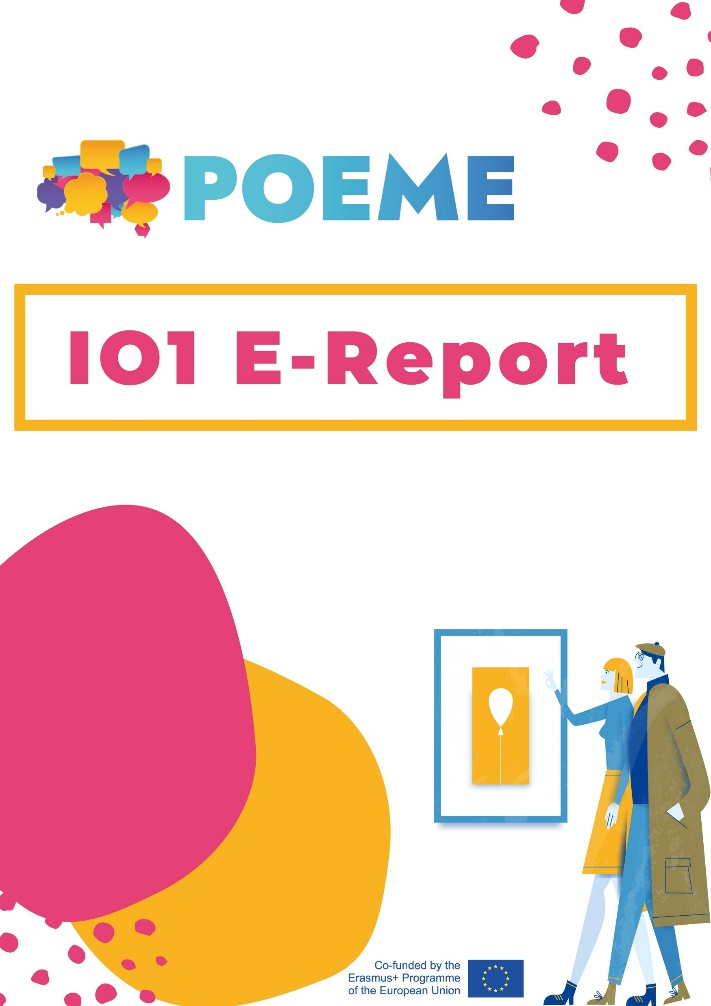 POEME
IO1 E-Report
Co-funded by the
Erasmus+ Programme
of the European Union